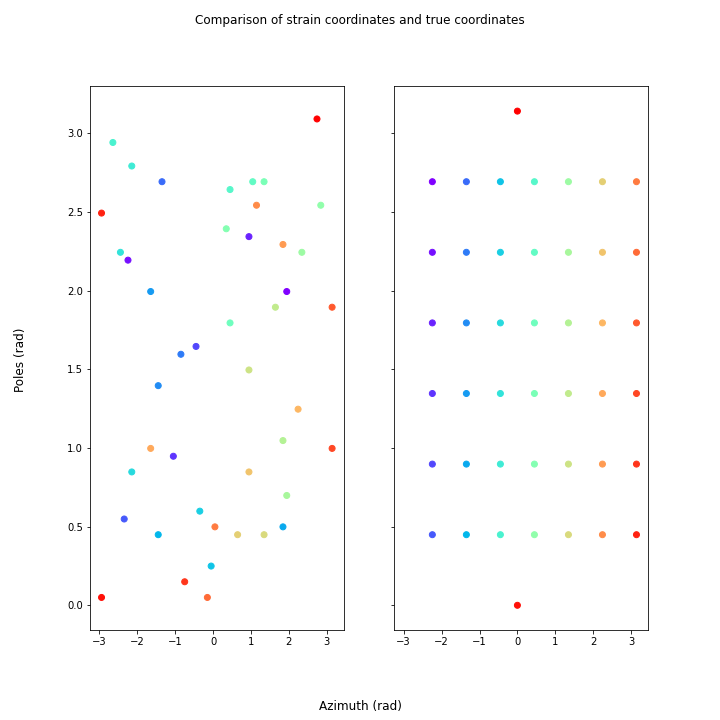 Comparison of strain coordinates and true coordinates
3.0
2.5
2.0
1.5
1.0
0.5
0.0
Poles (rad)
−3 −2 −1 0 1 2 3
−3 −2 −1 0 1 2 3
Azimuth (rad)